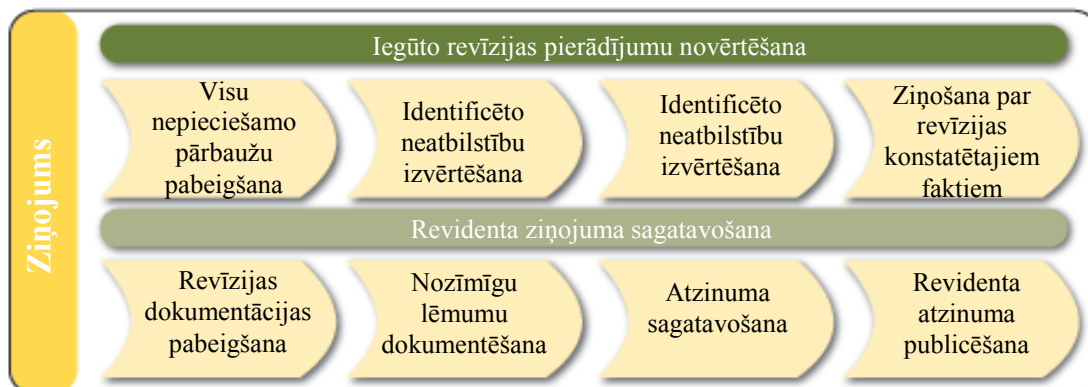 Ziņojums
Iegūto revīzijas pierādījumu novērtēšana
Visu
nepieciešamo
pārbaužu
pabeigšana
Identificēto
neatbilstību
izvērtēšana
Identificēto
neatbilstību
izvērtēšana
Ziņošana par
revīzijas
konstatētajiem
faktiem
Revidenta ziņojuma sagatavošana
Revīzijas
dokumentācijas
pabeigšana
Nozīmīgu
lēmumu
dokumentēšana
Atzinuma
sagatavošana
Revidenta
atzinuma
publicēšana